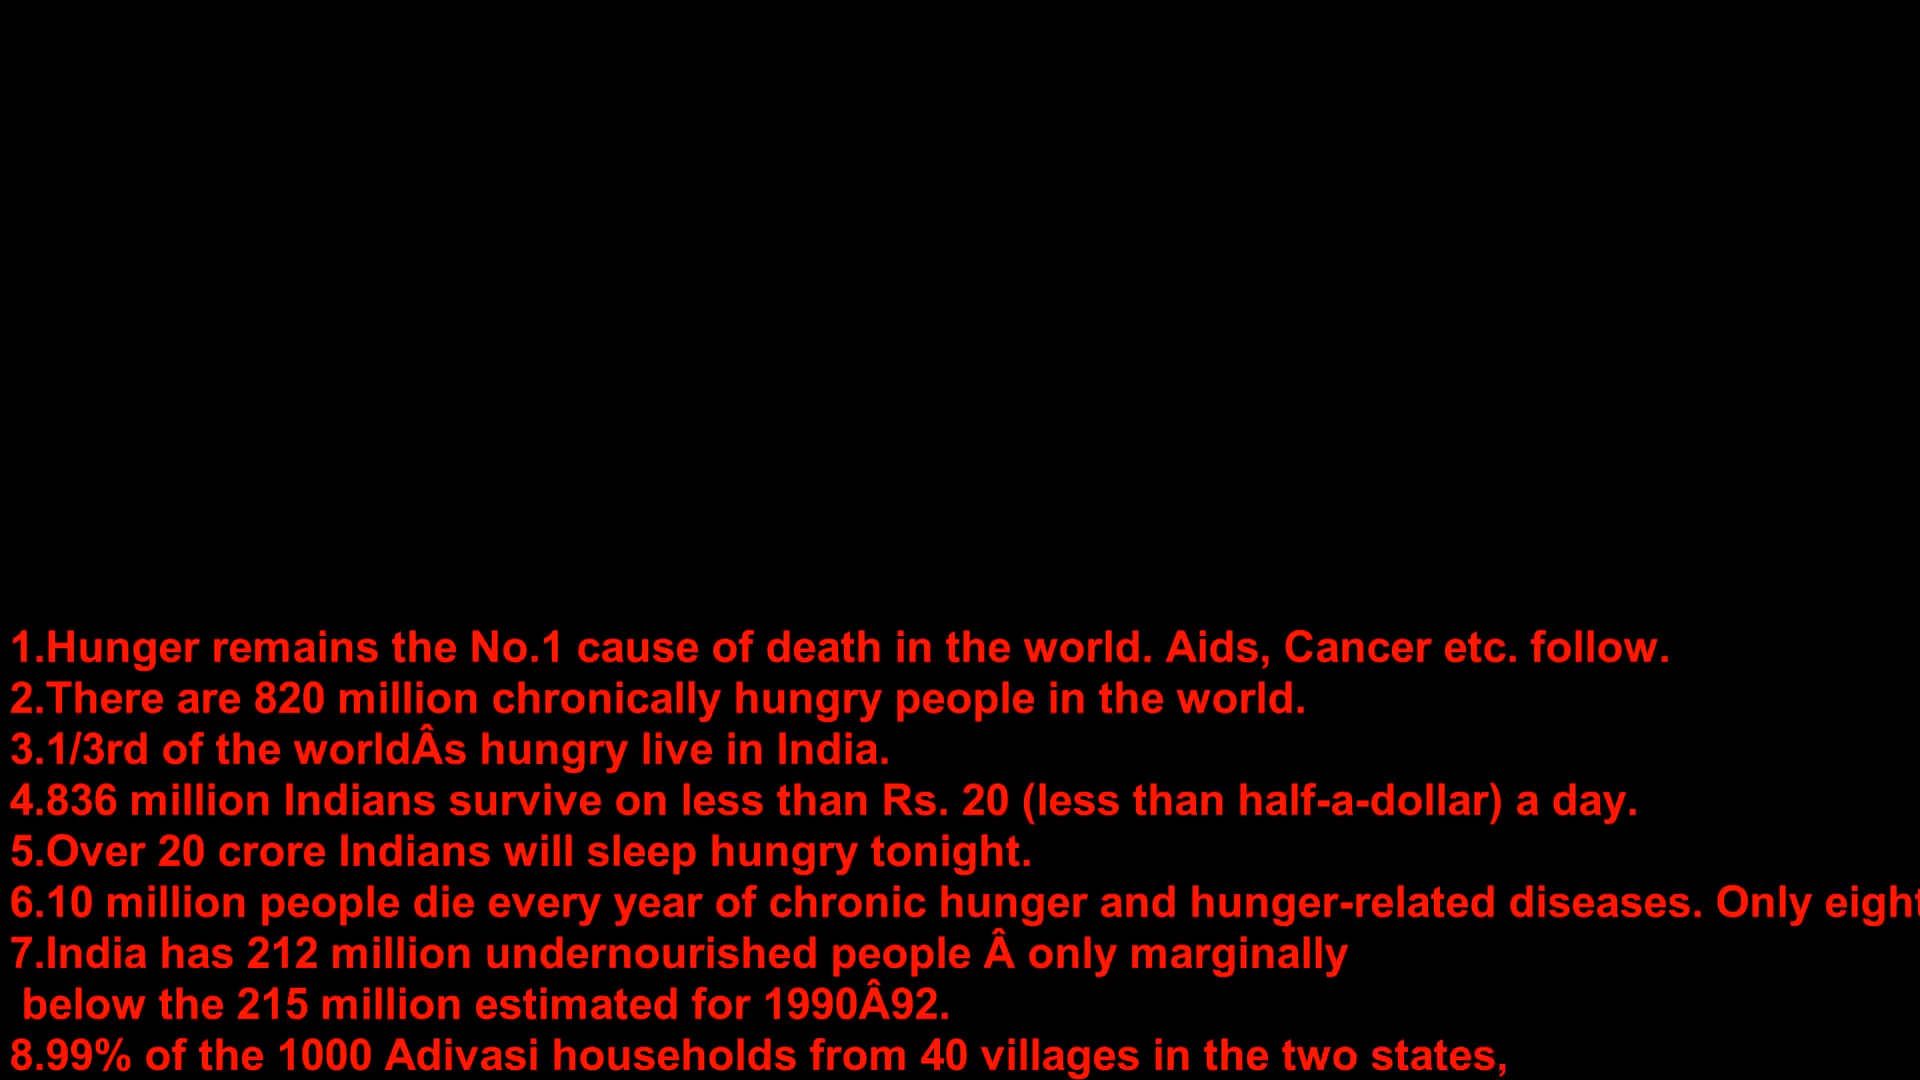 1.Hunger remains the No.1 cause of death in the world. Aids, Cancer etc. follow.
2.There are 820 million chronically hungry people in the world.
3.1/3rd of the worldÂs hungry live in India.
4.836 million Indians survive on less than Rs. 20 (less than half-a-dollar) a day.
5.Over 20 crore Indians will sleep hungry tonight.
6.10 million people die every year of chronic hunger and hunger-related diseases. Only eight
7.India has 212 million undernourished people Â only marginally
below the 215 million estimated for 1990Â92.
8.99% of the 1000 Adivasi households from 40 villages in the two states,